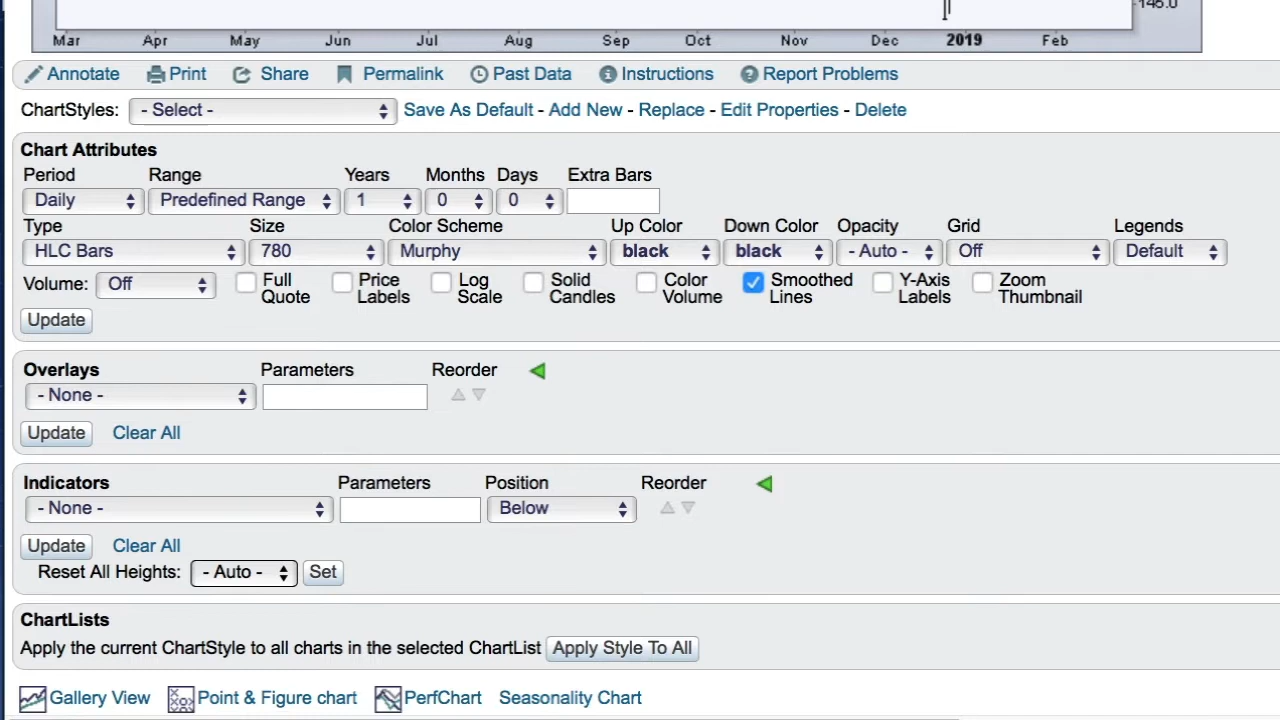 145.0
Mar Apr May Jun Jul Aug Sep Oct Nov Dec 2019 Feb
Annotate Print Share Permalink Past Data Instructions Report Problems
ChartStyles: - Select - Save As Default - Add New - Replace - Edit Properties - Delete
Chart Attributes
Period Range Years Months Days Extra Bars
Daily Predefined Range 1 0 0
Type Size Color Scheme Up Color Down Color Opacity Grid Legends
HLC Bars 780 Murphy black black - Auto - Off Default
Volume: Off Full Quote Price Labels Log Scale Solid Candles Color Volume Smoothed Lines Y-Axis Labels Zoom Thumbnail
Update
Overlays Parameters Reorder
- None -
Update Clear All
Indicators Parameters Position Reorder
- None - Below
Update Clear All
Reset All Heights: - Auto - Set
ChartLists
Apply the current ChartStyle to all charts in the selected ChartList Apply Style To All
Gallery View Point & Figure chart PerfChart Seasonality Chart